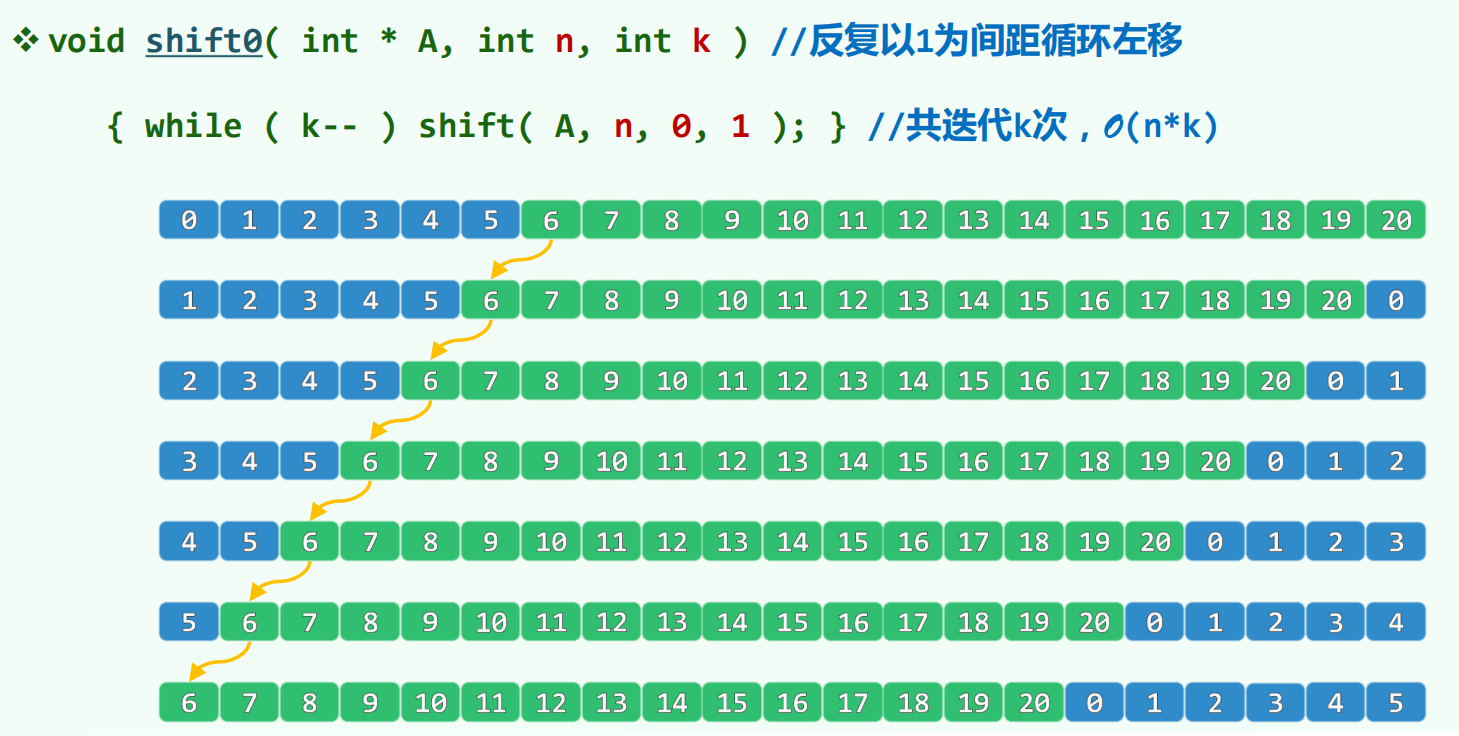 ❖ void shift0( int * A, int n, int k ) //反复以1为间距循环左移
{ while ( k-- ) shift( A, n, 0, 1 ); } //共迭代k次，O(n*k)
0 1 2 3 4 5 6 7 8 9 10 11 12 13 14 15 16 17 18 19 20
1 2 3 4 5 6 7 8 9 10 11 12 13 14 15 16 17 18 19 20 0
2 3 4 5 6 7 8 9 10 11 12 13 14 15 16 17 18 19 20 0 1
3 4 5 6 7 8 9 10 11 12 13 14 15 16 17 18 19 20 0 1 2
4 5 6 7 8 9 10 11 12 13 14 15 16 17 18 19 20 0 1 2 3
5 6 7 8 9 10 11 12 13 14 15 16 17 18 19 20 0 1 2 3 4
6 7 8 9 10 11 12 13 14 15 16 17 18 19 20 0 1 2 3 4 5